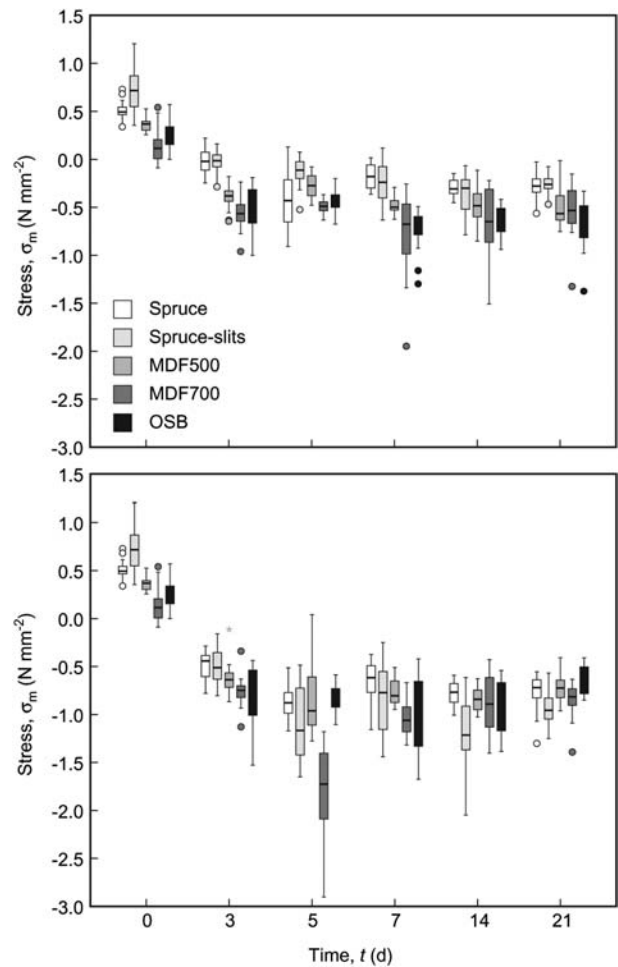 1.5
1.0
0.5
0.0
-0.5
-1.0
-1.5
-2.0
-2.5
-3.0
Stress, σm (N mm-2)
Spruce
Spruce-slits
MDF500
MDF700
OSB
1.5
1.0
0.5
0.0
-0.5
-1.0
-1.5
-2.0
-2.5
-3.0
Stress, σm (N mm-2)
0 3 5 7 14 21
Time, t (d)